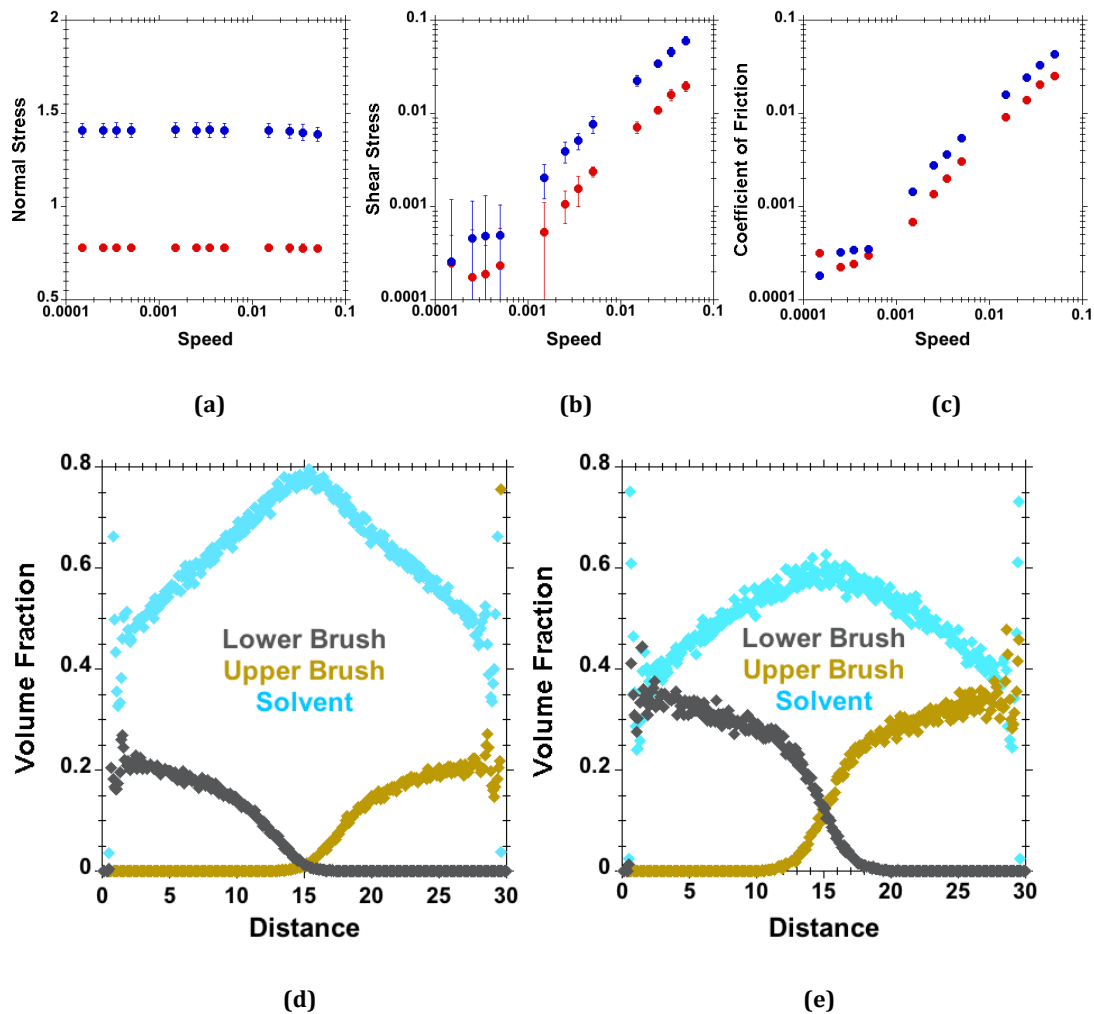 2
1.5
1
0.5
0.0001
0.001
0.01
0.1
Normal Stress
Speed
(a)
0.1
0.01
0.001
0.0001
0.0001
0.001
0.01
0.1
Shear Stress
Speed
(b)
0.1
0.01
0.001
0.0001
0.0001
0.001
0.01
0.1
Coefficient of Friction
Speed
(c)
0.8
0.6
0.4
0.2
0
0
5
10
15
20
25
30
Volume Fraction
Lower Brush
Upper Brush
Solvent
Distance
(d)
0.8
0.6
0.4
0.2
0
0
5
10
15
20
25
30
Volume Fraction
Lower Brush
Upper Brush
Solvent
Distance
(e)